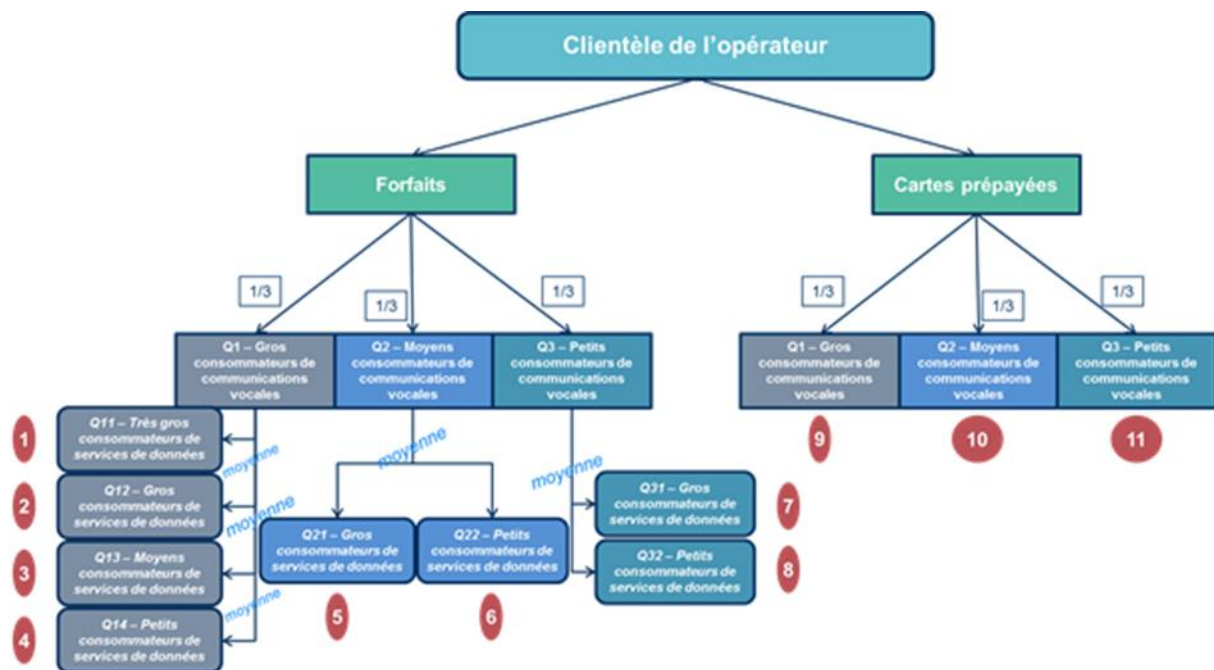 Clientèle de l'opérateur
Forfaits
Cartes prépayées
1/3
1/3
1/3
1/3
1/3
1/3
Q1 – Gros
consommateurs de
communications
vocales
Q2 – Moyens
consommateurs de
communications
vocales
Q3 – Petits
consommateurs de
communications
vocales
Q1 – Gros
consommateurs de
communications
vocales
Q2 – Moyens
consommateurs de
communications
vocales
Q3 – Petits
consommateurs de
communications
vocales
1
Q11 – Très gros
consommateurs de
services de données
moyenne
2
Q12 – Gros
consommateurs de
services de données
moyenne
3
Q13 – Moyens
consommateurs de
services de données
moyenne
4
Q14 – Petits
consommateurs de
services de données
moyenne
Q21 – Gros
consommateurs de
services de données
5
Q22 – Petits
consommateurs de
services de données
6
moyenne
Q31 – Gros
consommateurs de
services de données
7
Q32 – Petits
consommateurs de
services de données
8
9
10
11